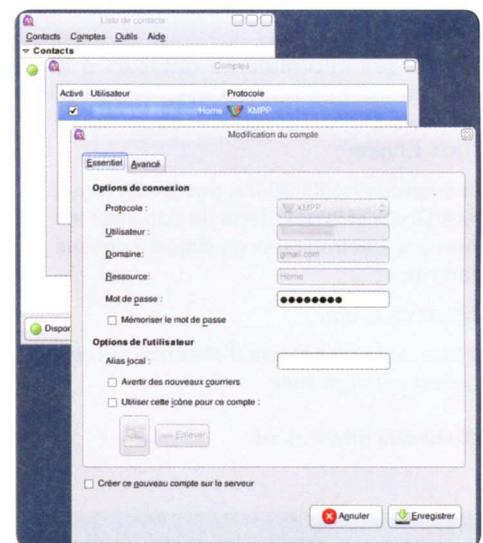 Liste de contacts
Contacts Comptes Outils Aide
Contacts
Comptes
Activé Utilisateur Protocole
/Home XMPP
Modification du compte
Essentiel Avancé
Options de connexion
Protocole : XMPP
Utilisateur :
Domaine: gmail.com
Ressource: Home
Mot de passe : ●●●●●●●●
Mémoriser le mot de passe
Options de l'utilisateur
Alias local :
Avertir des nouveaux courriers
Utiliser cette icône pour ce compte :
Enlever
Créer ce nouveau compte sur le serveur
Dispor
Annuler Enregistrer